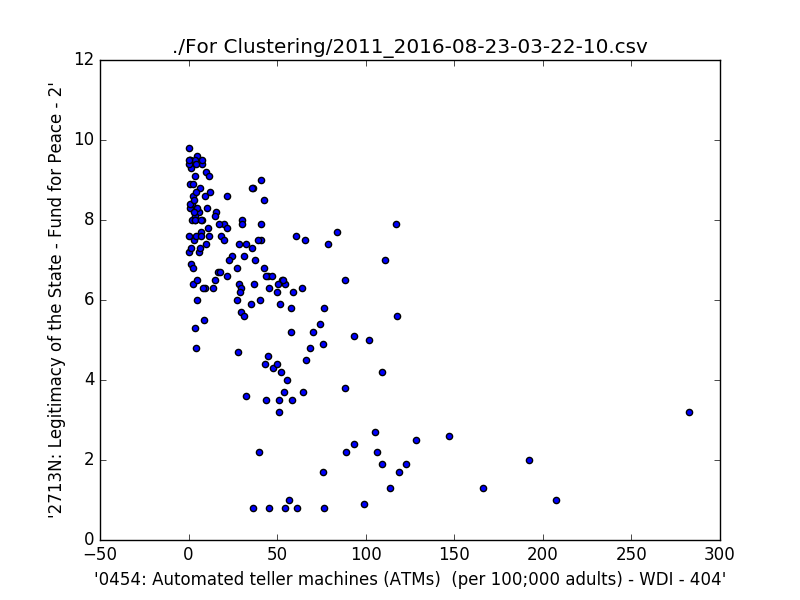 ./For Clustering/2011_2016-08-23-03-22-10.csv
12
10
8
6
4
2
0
'2713N: Legitimacy of the State - Fund for Peace - 2'
−50 0 50 100 150 200 250 300
'0454: Automated teller machines (ATMs)  (per 100;000 adults) - WDI - 404'